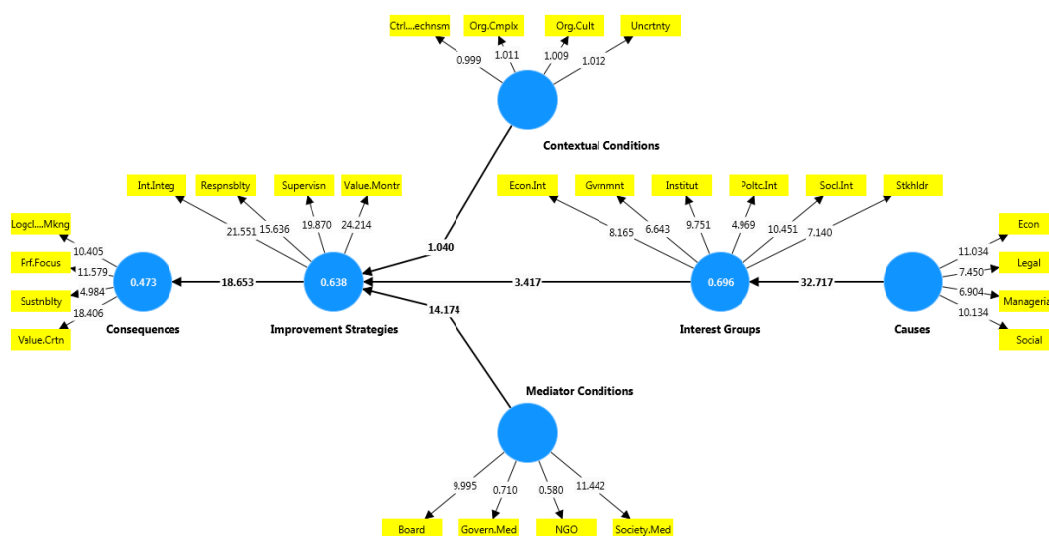 Ctrl....echnsm Org.Cmplx Org.Cult Uncrtnty
0.999 1.011 1.009 1.012
Contextual Conditions
Int.Integ Respnsblty Supervisn Value.Montr
21.551 15.636 19.870 24.214
Econ.Int Gvrnmnt Institut Poltc.Int Socl.Int Stkhldr
8.165 6.643 9.751 4.969 10.451 7.140
Logcl....Mkng
Prf.Focus
Sustnblty
Value.Crtn
10.405
11.579
4.984
18.406
0.473
Consequences
18.653
0.638
Improvement Strategies
1.040
3.417
14.174
0.696
Interest Groups
32.717
Causes
11.034
7.450
6.904
10.134
Econ
Legal
Manageria
Social
Mediator Conditions
9.995 0.710 0.580 11.442
Board Govern.Med NGO Society.Med